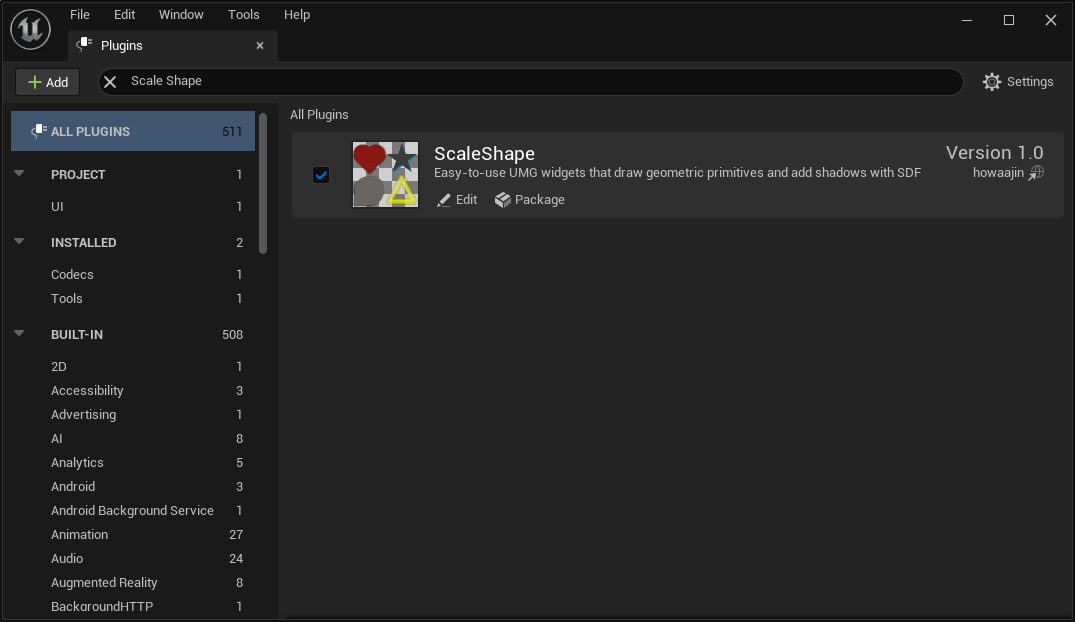 File Edit Window Tools Help
Plugins
Add
Scale Shape
Settings
ALL PLUGINS 511
PROJECT 1
UI 1
INSTALLED 2
Codecs 1
Tools 1
BUILT-IN 508
2D 1
Accessibility 3
Advertising 1
AI 8
Analytics 5
Android 3
Android Background Service 1
Animation 27
Audio 24
Augmented Reality 8
BackgroundHTTP 1
All Plugins
ScaleShape
Version 1.0
Easy-to-use UMG widgets that draw geometric primitives and add shadows with SDF
howaajin
Edit Package